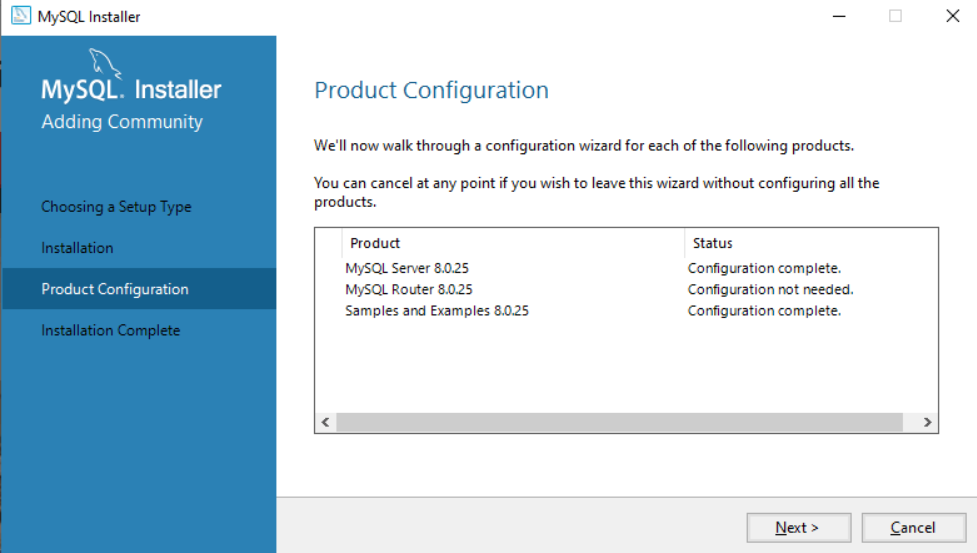 MySQL Installer
MySQL. Installer
Adding Community
Choosing a Setup Type
Installation
Product Configuration
Installation Complete
Product Configuration
We'll now walk through a configuration wizard for each of the following products.
You can cancel at any point if you wish to leave this wizard without configuring all the
products.
Product Status
MySQL Server 8.0.25 Configuration complete.
MySQL Router 8.0.25 Configuration not needed.
Samples and Examples 8.0.25 Configuration complete.
Next > Cancel